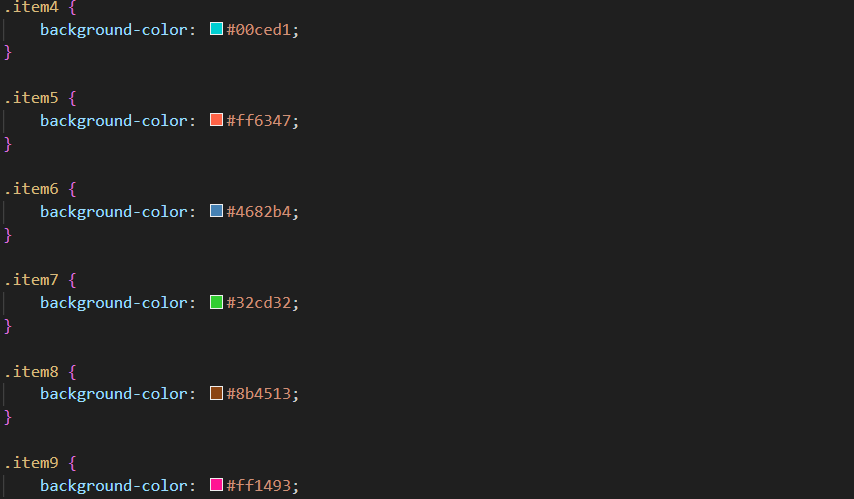 .item4 {
    background-color: #00ced1;
}
.item5 {
    background-color: #ff6347;
}
.item6 {
    background-color: #4682b4;
}
.item7 {
    background-color: #32cd32;
}
.item8 {
    background-color: #8b4513;
}
.item9 {
    background-color: #ff1493;